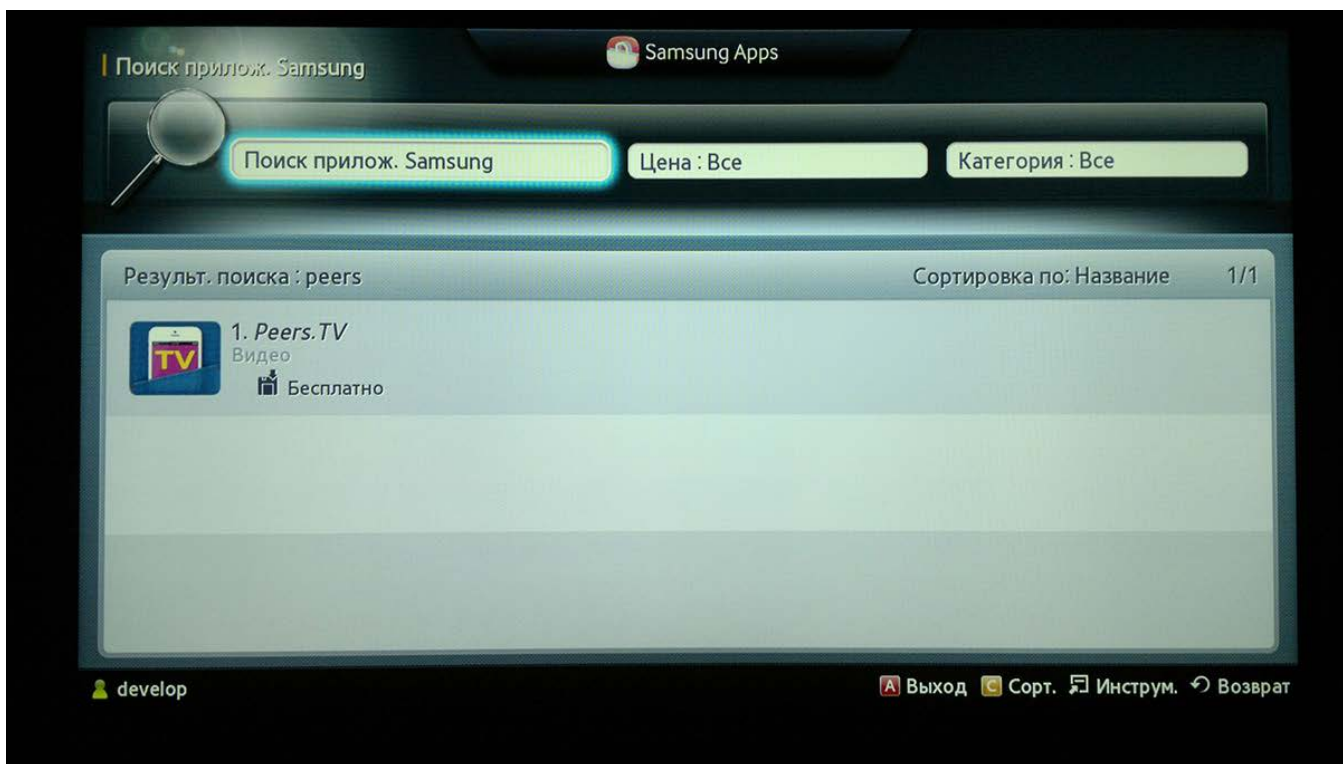 Samsung Apps
Поиск прилож. Samsung
Поиск прилож. Samsung
Цена : Все
Категория : Все
Результ. поиска : peers
Сортировка по: Название 1/1
1. Peers.TV
TV
Видео
Бесплатно
develop
A Выход C Сорт. Инструм. Возврат